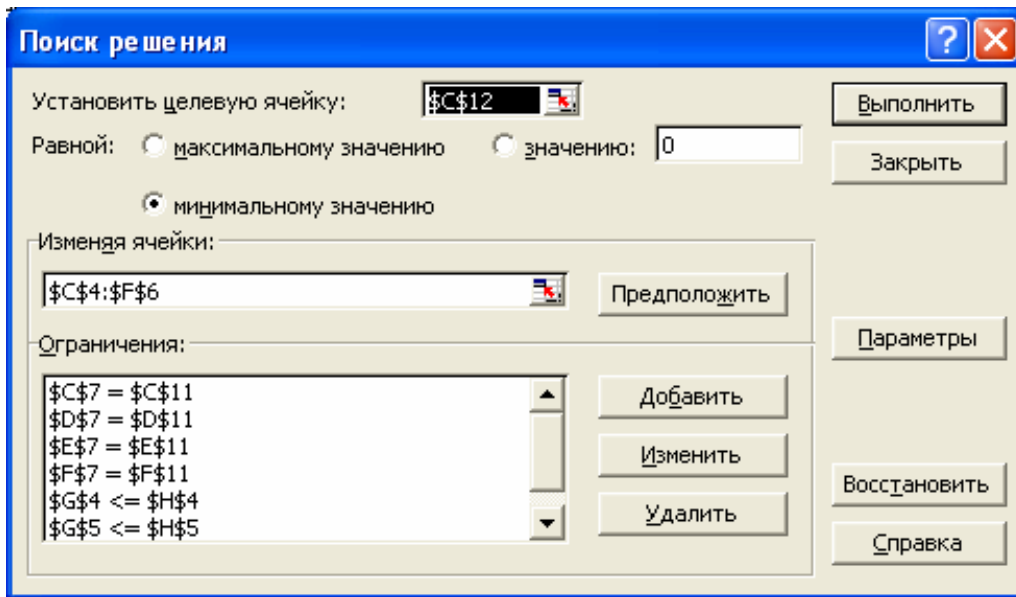 Поиск решения
Установить целевую ячейку: $C$12
Выполнить
Равной: максимальному значению значению: 0
Закрыть
минимальному значению
Изменяя ячейки:
$C$4:$F$6
Предположить
Ограничения:
Параметры
$C$7 = $C$11
$D$7 = $D$11
$E$7 = $E$11
$F$7 = $F$11
$G$4 <= $H$4
$G$5 <= $H$5
Добавить
Изменить
Удалить
Восстановить
Справка